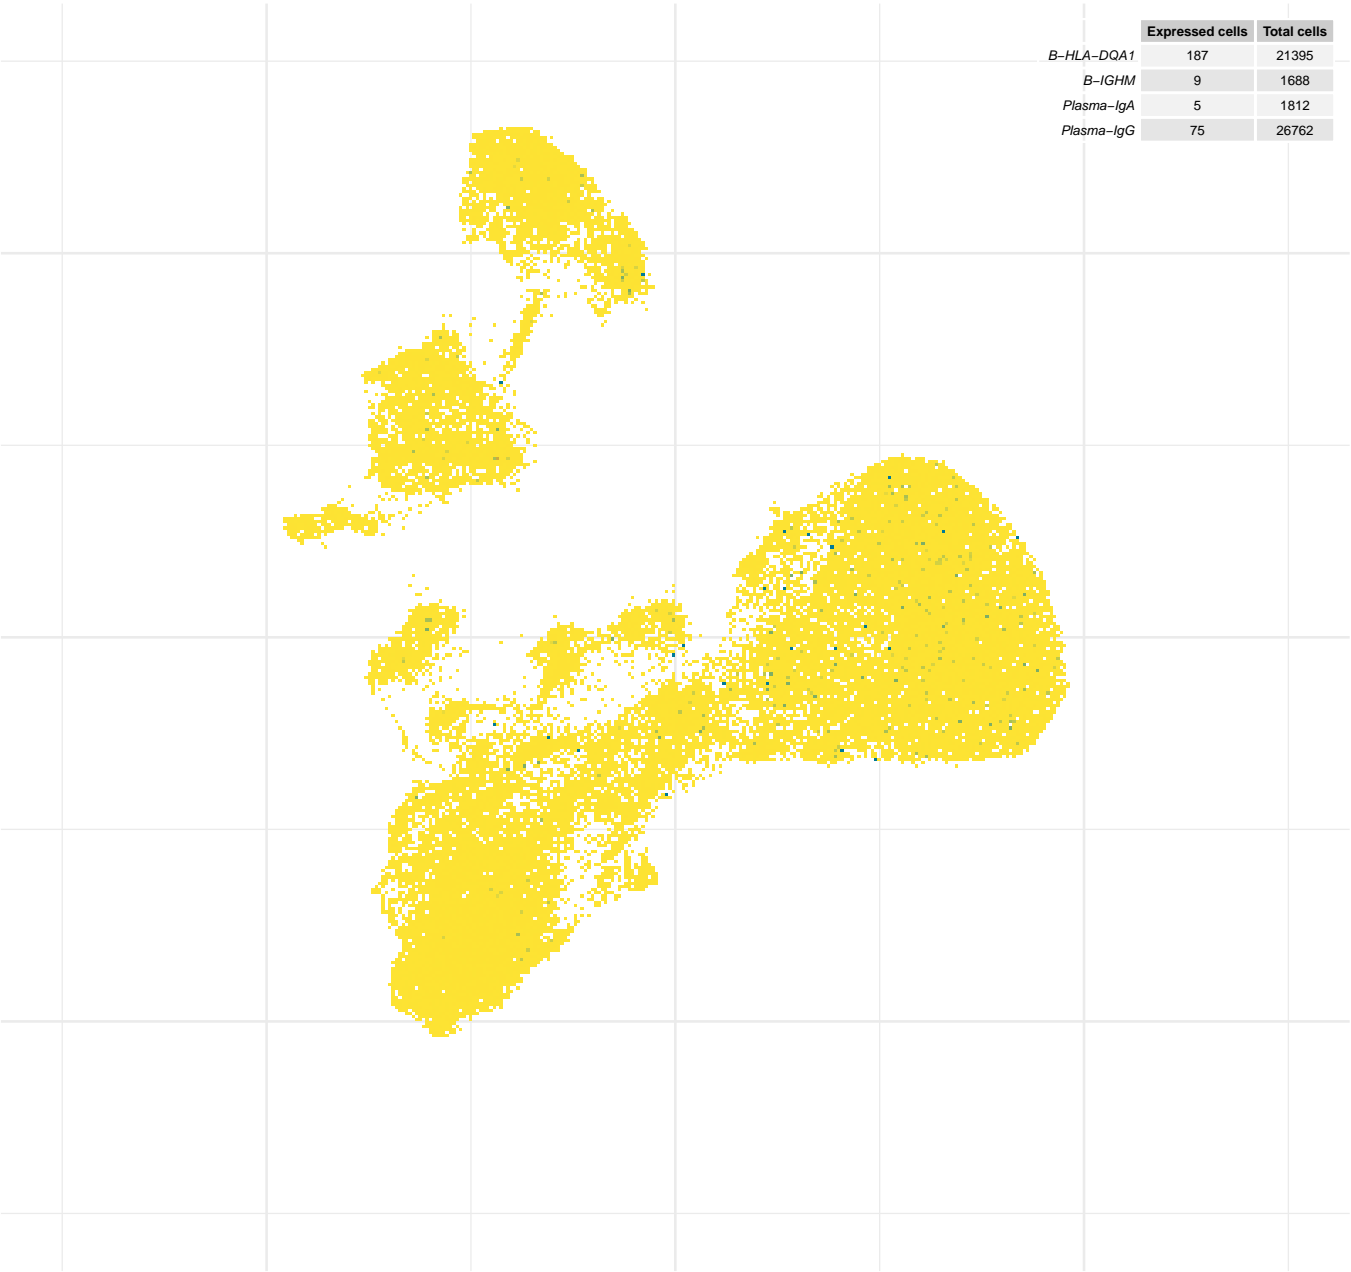 Expressed cells Total cells
B−HLA−DQA1 187 21395
B−IGHM 9 1688
Plasma−IgA 5 1812
Plasma−IgG 75 26762